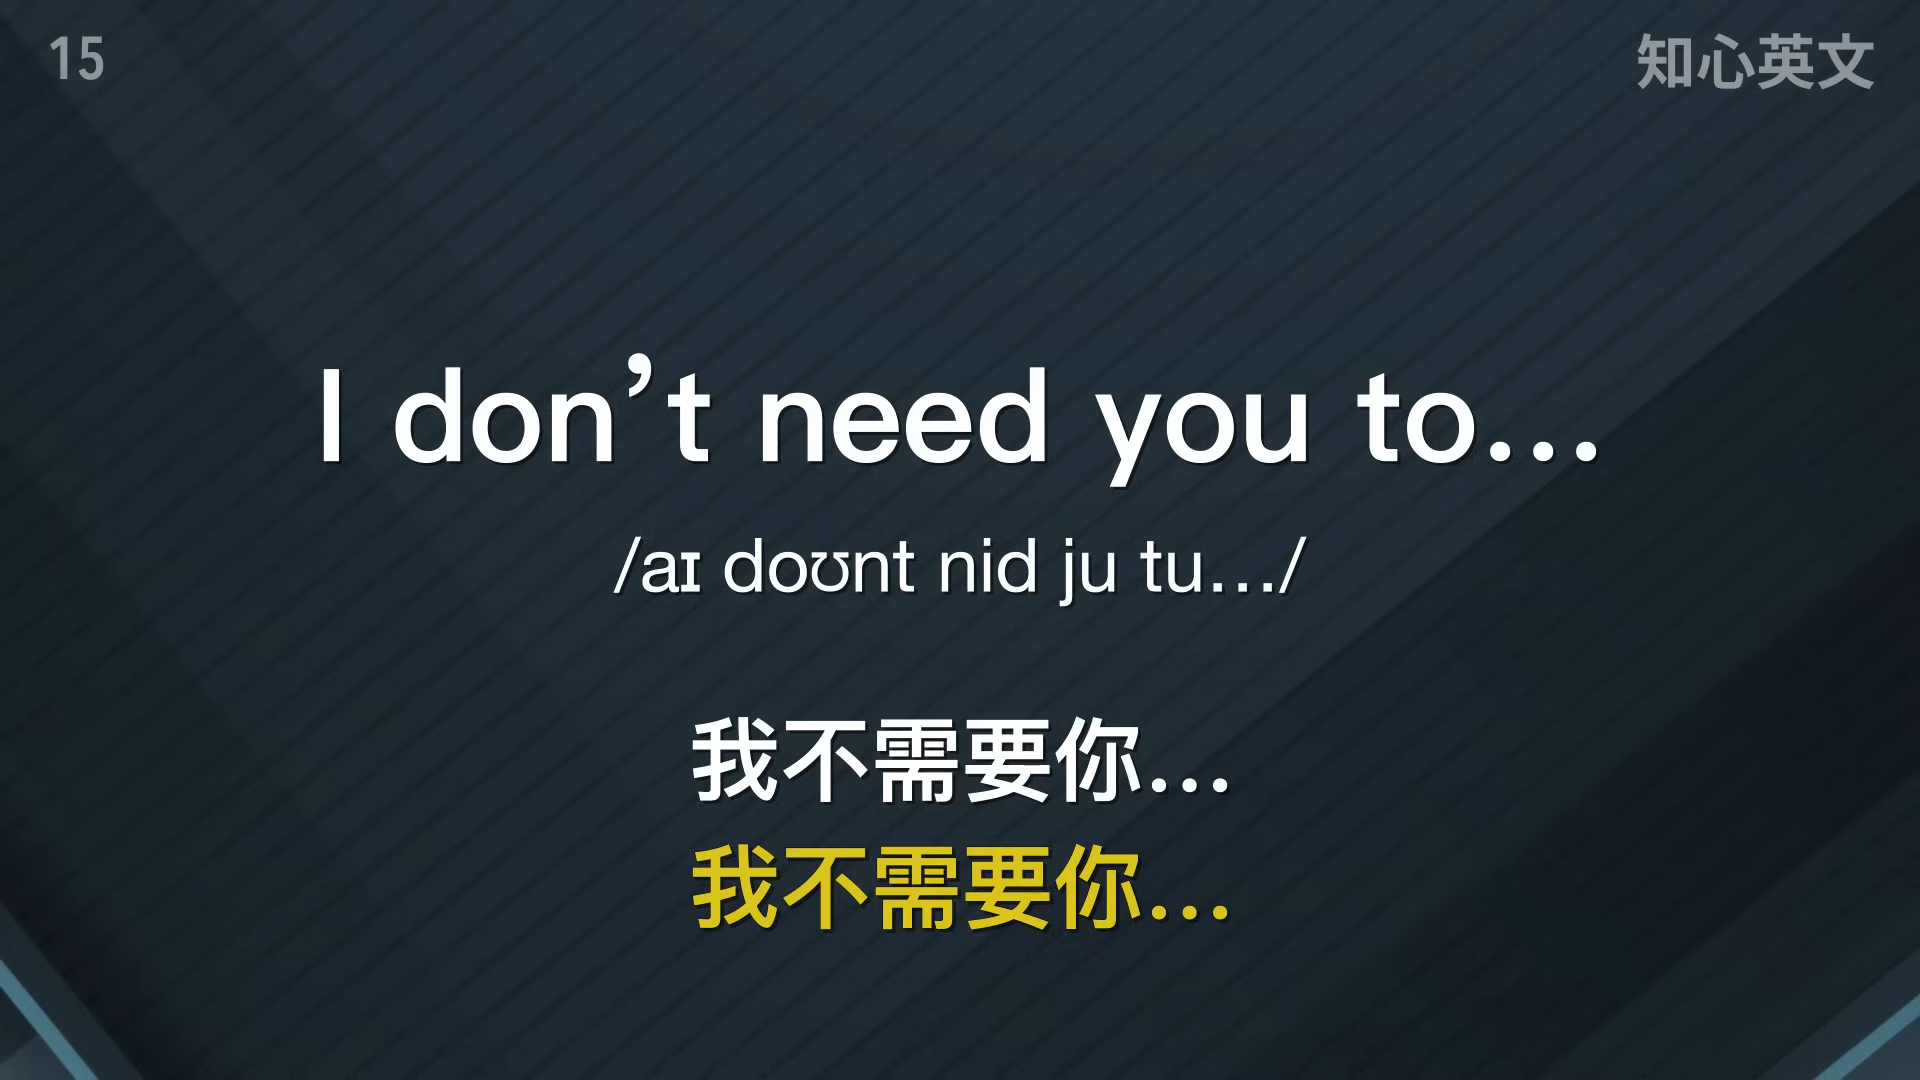 15
知心英文
I don’t need you to…
/aɪ doʊnt nid ju tu…/
我不需要你…
我不需要你…